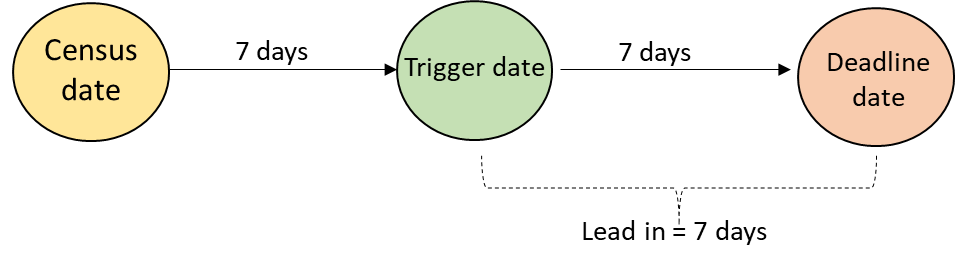 Census
date
7 days
Trigger date
7 days
Deadline
date
Lead in = 7 days